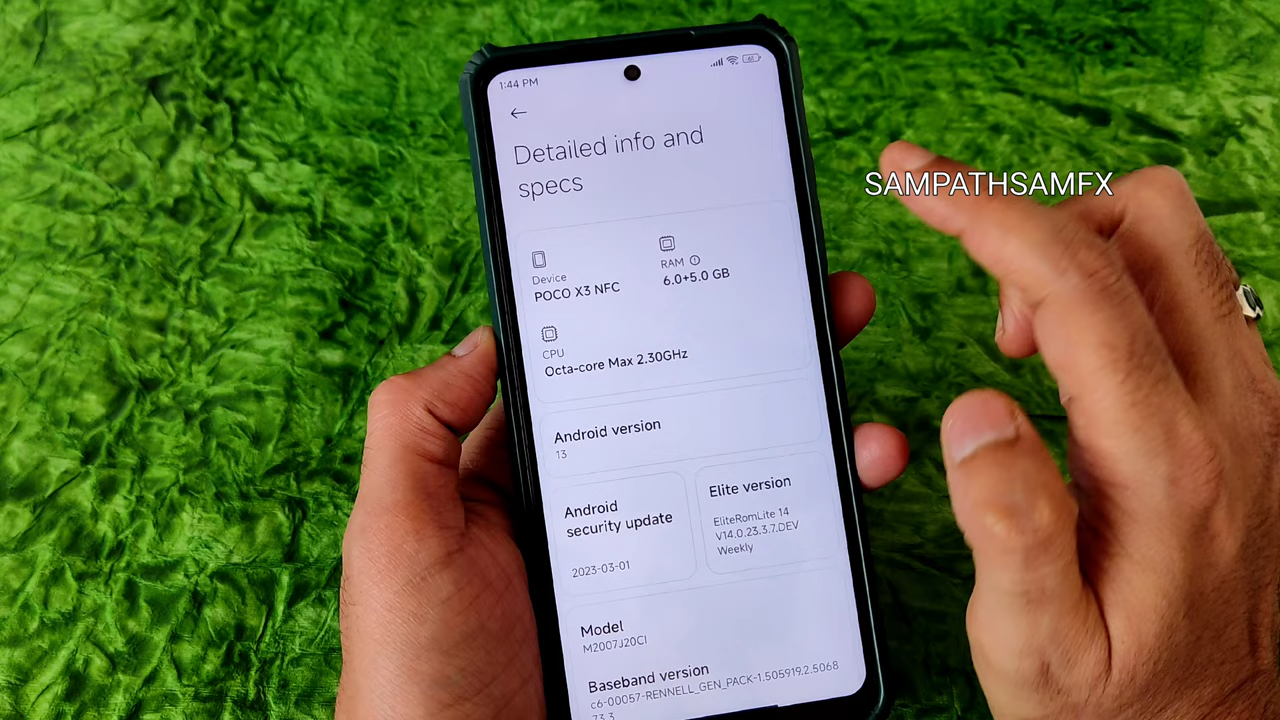 1:44 PM
Detailed info and
specs
Device
POCO X3 NFC
RAM
6.0+5.0 GB
CPU
Octa-core Max 2.30GHz
Android version
13
Android
security update
2023-03-01
Elite version
EliteRomLite 14
V14.0.23.3.7.DEV
Weekly
Model
M2007J20CI
Baseband version
c6-00057-RENNELL_GEN_PACK-1.505919.2.5068
73.3
SAMPATHSAMFX